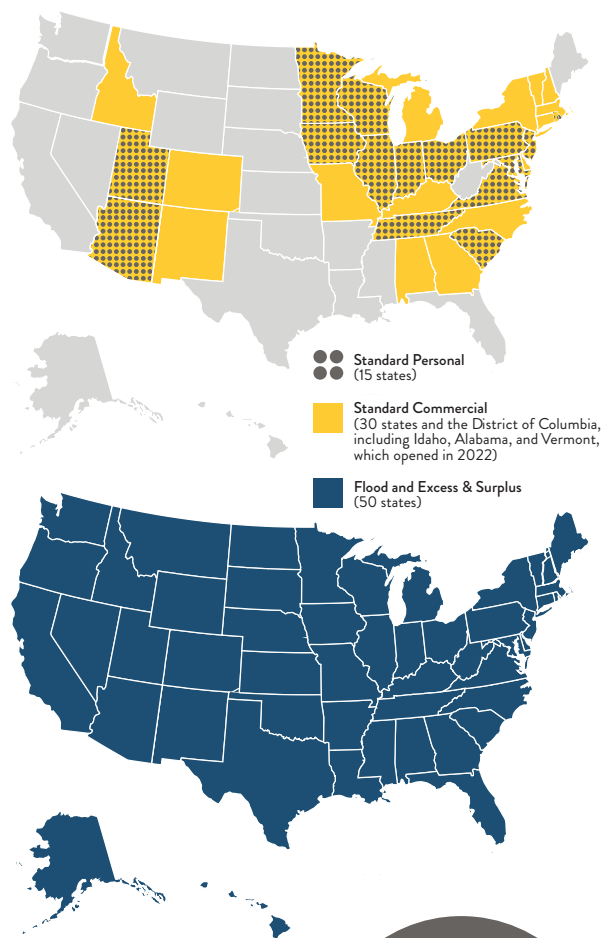 Standard Personal
(15 states)
Standard Commercial
(30 states and the District of Columbia,
including Idaho, Alabama, and Vermont,
which opened in 2022)
Flood and Excess & Surplus
(50 states)